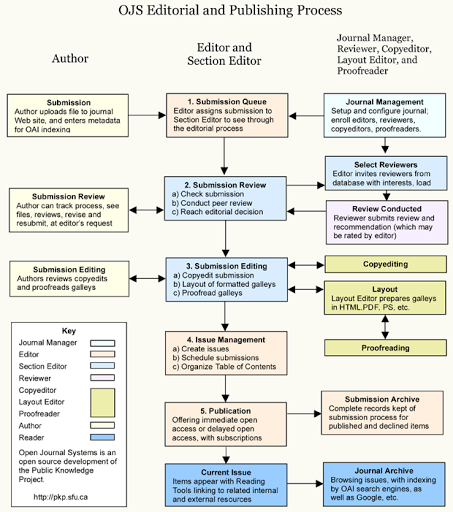 OJS Editorial and Publishing Process
Author
Editor and
Section Editor
Journal Manager,
Reviewer, Copyeditor,
Layout Editor, and
Proofreader
Submission
Author uploads file to journal
Web site, and enters metadata
for OAI indexing
1. Submission Queue
Editor assigns submission to
Section Editor to see through
the editorial process
Journal Management
Setup and configure journal;
enroll editors, reviewers,
copyeditors, proofreaders.
Select Reviewers
Editor invites reviewers from
database with interests, load
Submission Review
Author can track process, see
files, reviews, revise and
resubmit, at editor's request
2. Submission Review
a) Check submission
b) Conduct peer review
c) Reach editorial decision
Review Conducted
Reviewer submits review and
recommendation (which may
be rated by editor)
Submission Editing
Authors reviews copyedits
and proofreads galleys
3. Submission Editing
a) Copyedit submission
b) Layout of formatted galleys
c) Proofread galleys
Copyediting
Layout
Layout Editor prepares galleys
in HTML.PDF, PS, etc.
Proofreading
4. Issue Management
a) Create issues
b) Schedule submissions
c) Organize Table of Contents
5. Publication
Offering immediate open
access or delayed open
access, with subscriptions
Submission Archive
Complete records kept of
submission process for
published and declined items
Current Issue
Items appear with Reading
Tools linking to related internal
and external resources
Journal Archive
Browsing issues, with indexing
by OAI search engines, as
well as Google, etc.
Key
Journal Manager
Editor
Section Editor
Reviewer
Copyeditor
Layout Editor
Proofreader
Author
Reader
Open Journal Systems is an
open source development of
the Public Knowledge
Project.
http://pkp.sfu.ca